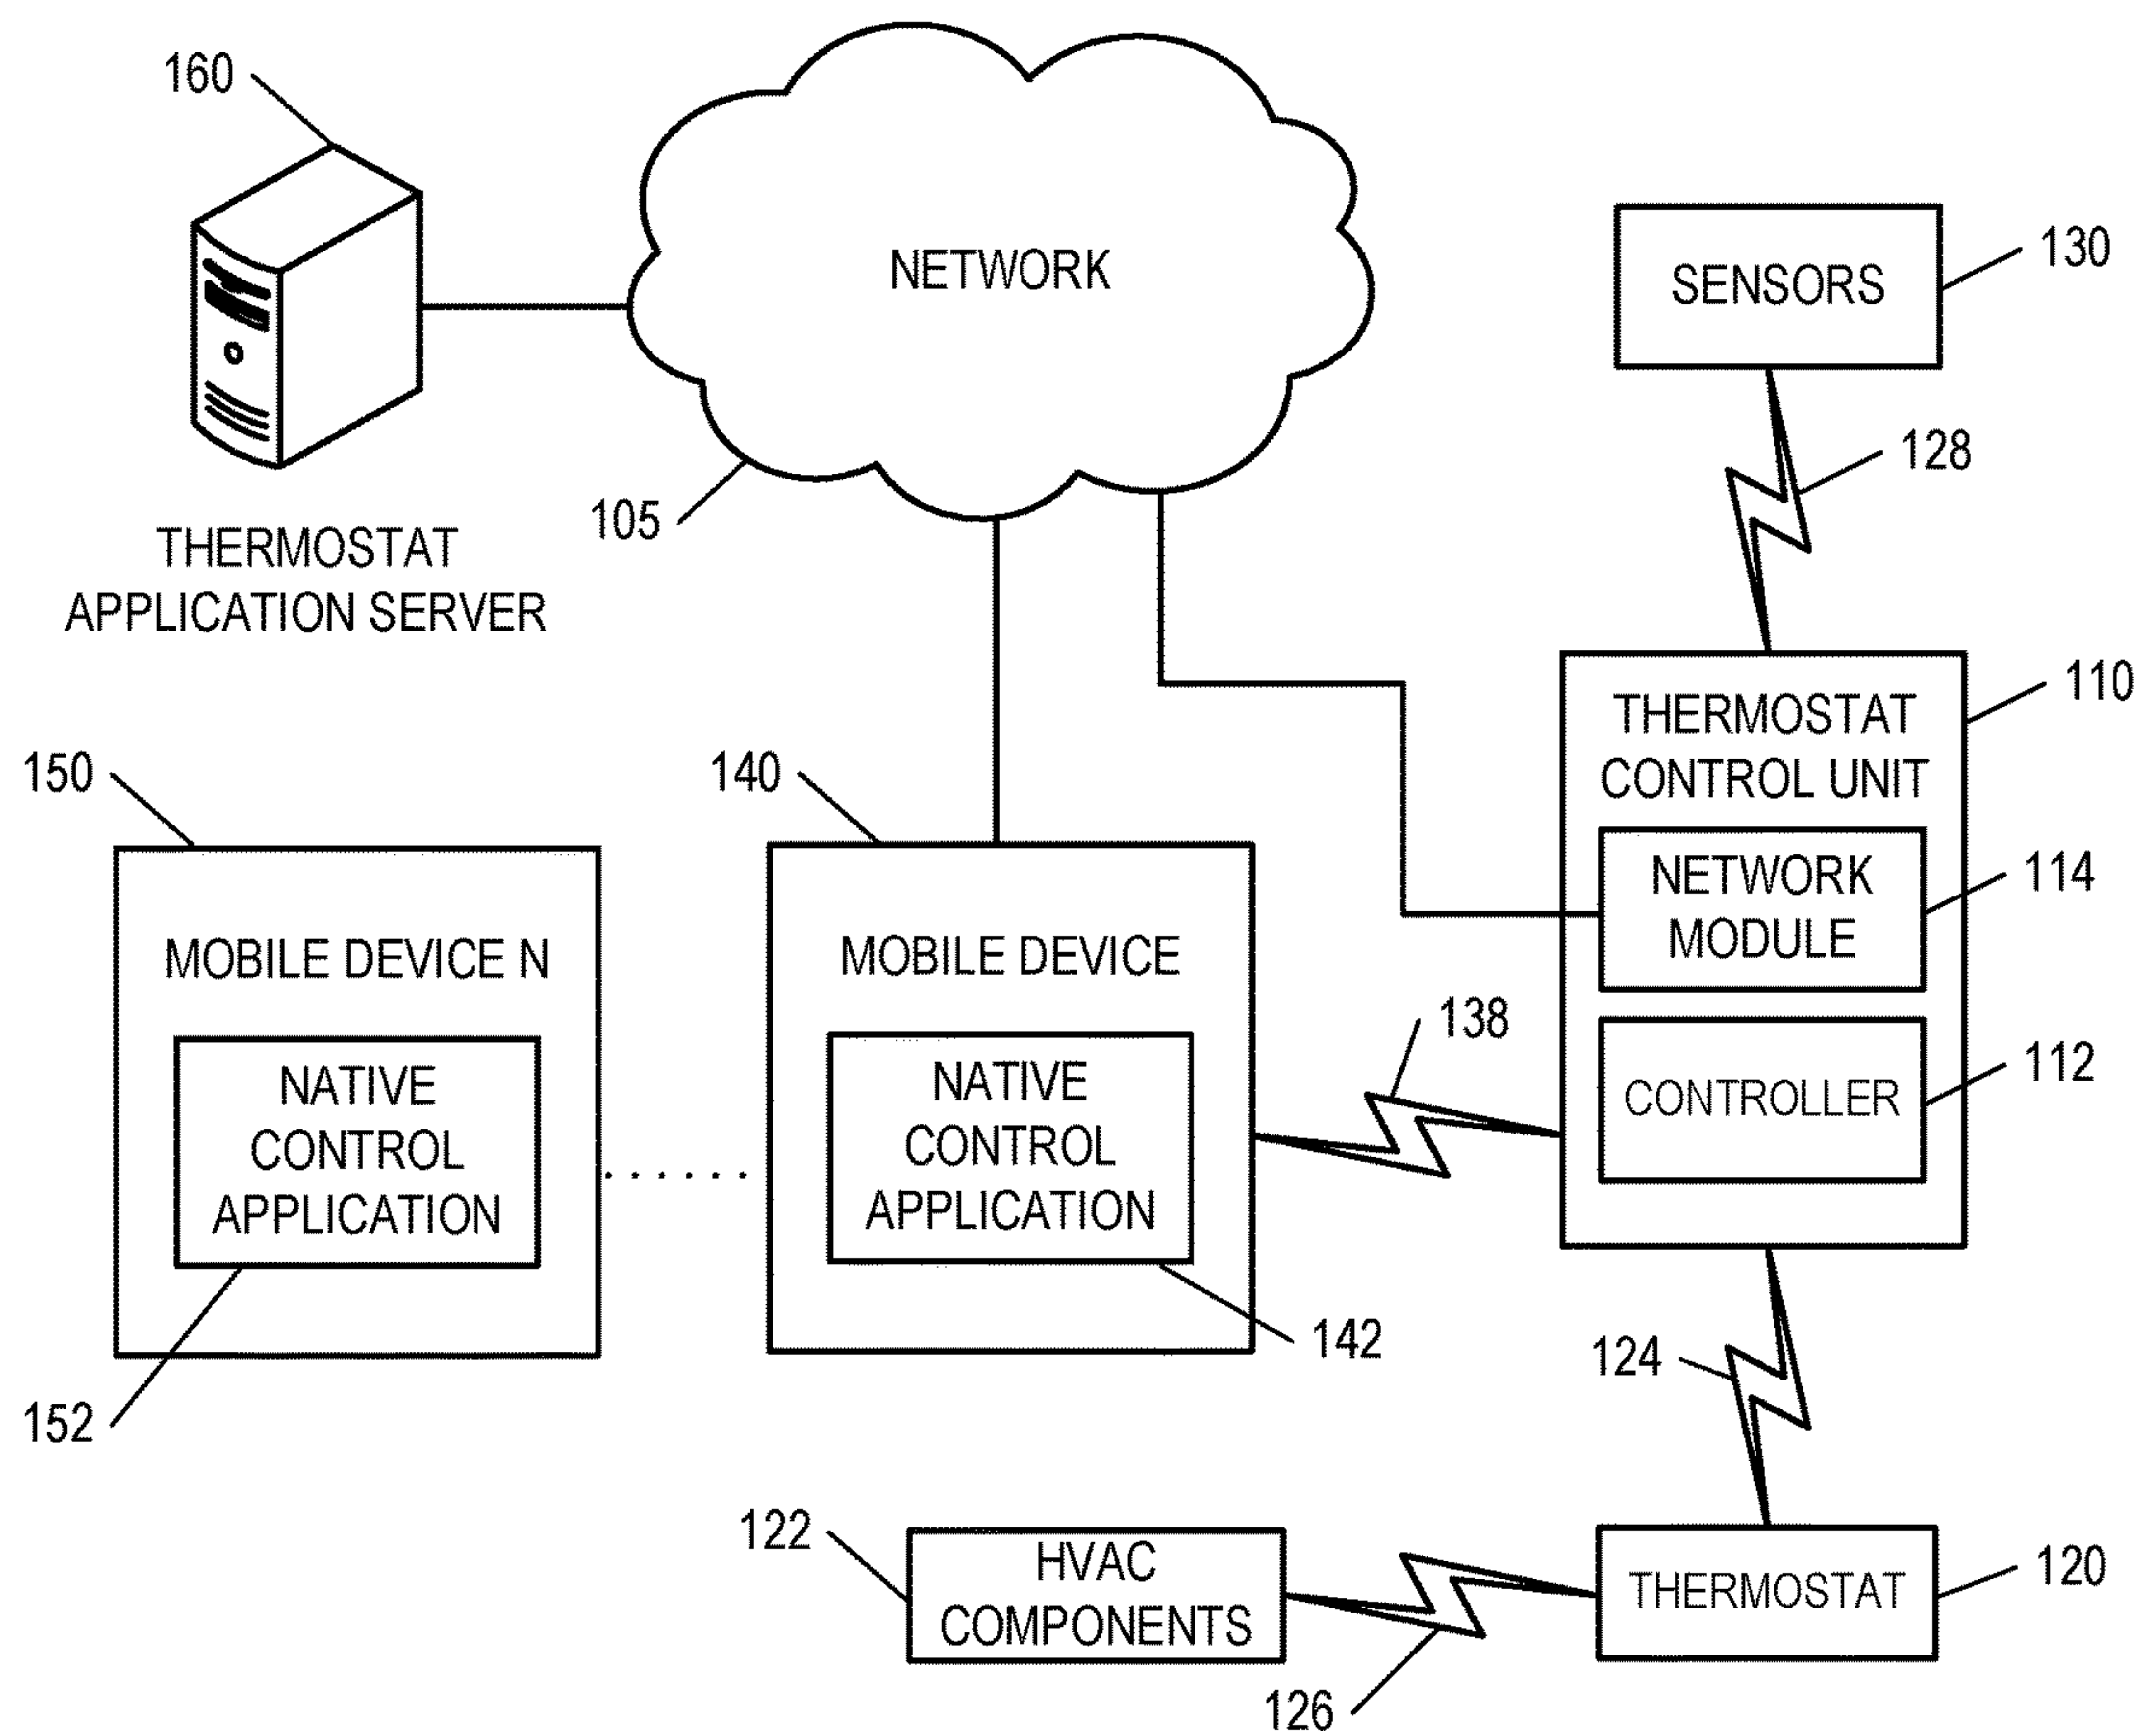 160
NETWORK
SENSORS
130
128
105
THERMOSTAT
APPLICATION SERVER
110
THERMOSTAT
CONTROL UNIT
150
140
NETWORK
MODULE
114
MOBILE DEVICE N
MOBILE DEVICE
138
NATIVE
CONTROL
APPLICATION
NATIVE
CONTROL
APPLICATION
CONTROLLER
112
142
124
152
122
HVAC
COMPONENTS
THERMOSTAT
120
126